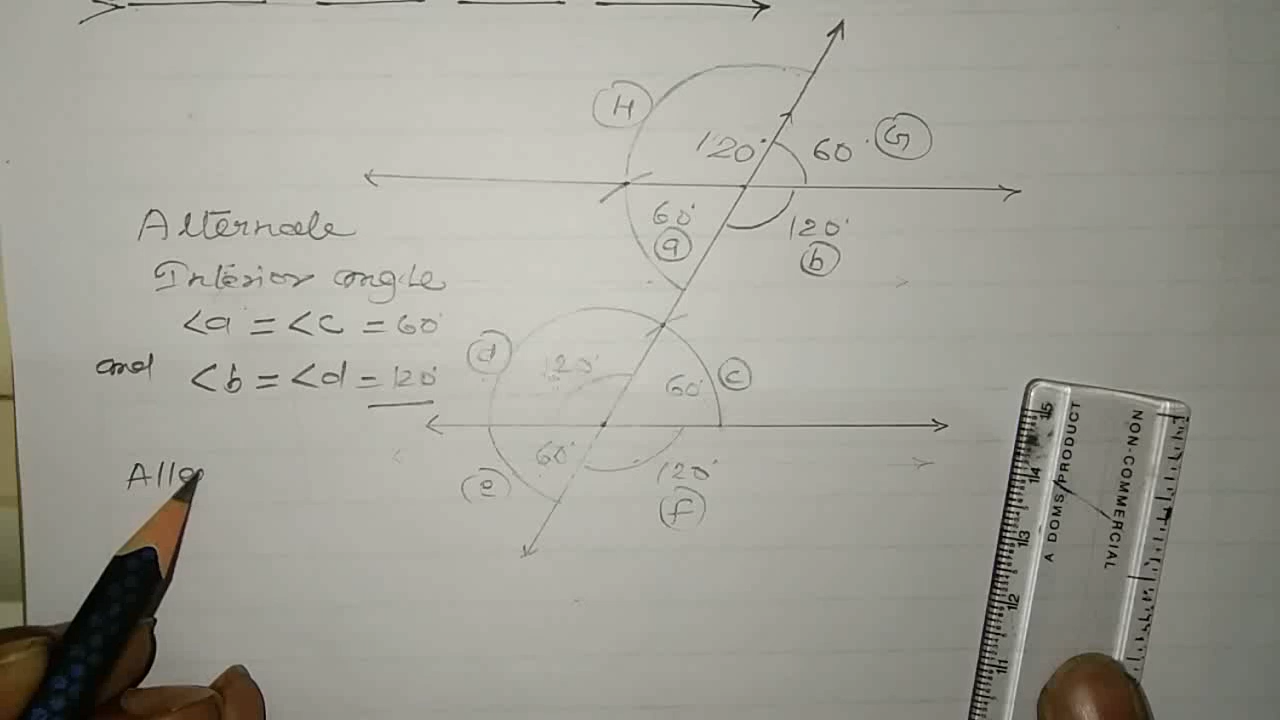 H
120°
60° G
60°
a
120°
b
Alternate
Interior angle
<a = <c = 60°
and <b = <d = 120°
d
120°
60° c
60°
e
120°
f
Alle
15
14
13
12
11
A DOMS PRODUCT
NON-COMMERCIAL